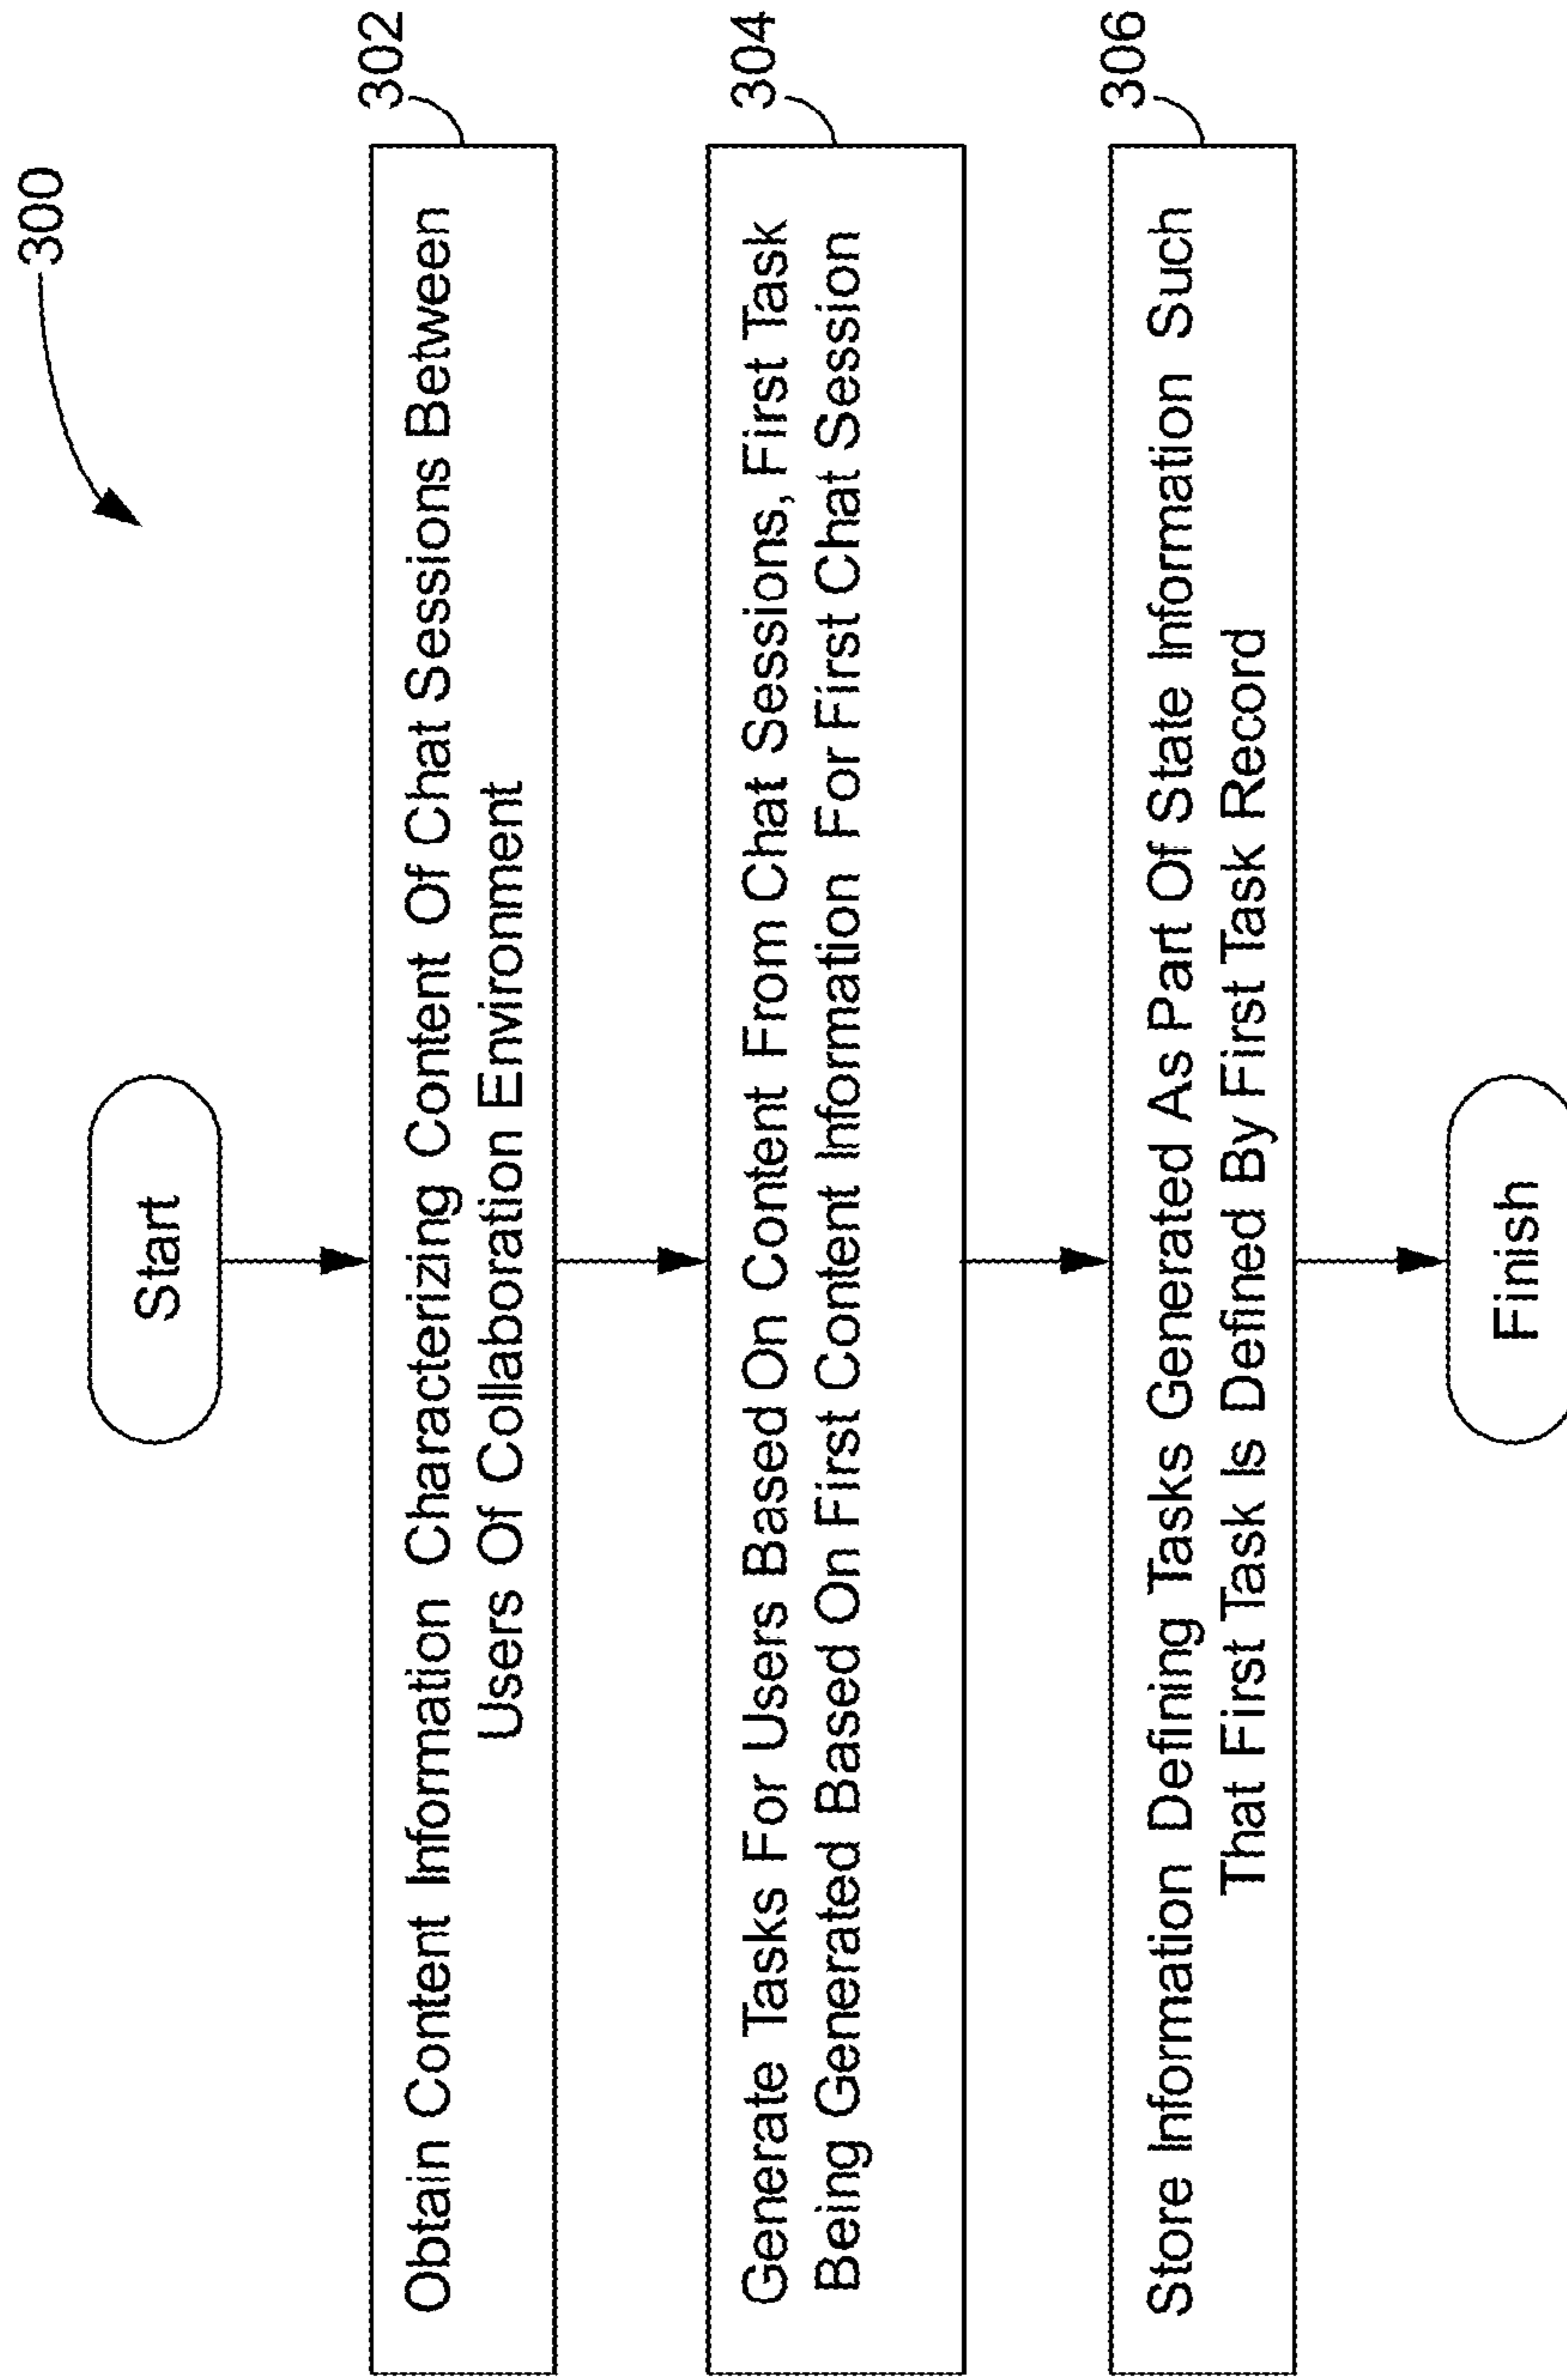 300
Start
302
Obtain Content Information Characterizing Content Of Chat Sessions Between
Users Of Collaboration Environment
304
Generate Tasks For Users Based On Content From Chat Sessions, First Task
Being Generated Based On First Content Information For First Chat Session
306
Store Information Defining Tasks Generated As Part Of State Information Such
That First Task Is Defined By First Task Record
Finish